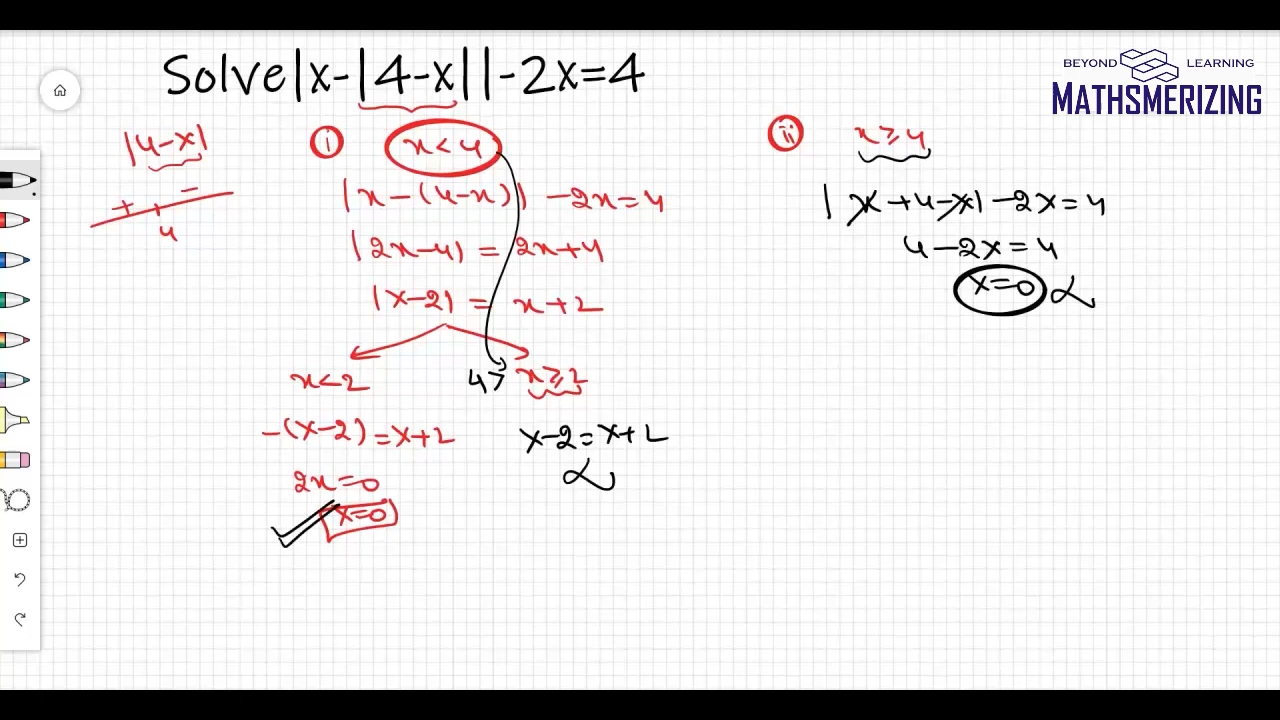 Solve|x-|4-x||-2x=4
BEYOND LEARNING
MATHSMERIZING
|4-x|
+ -
4
i x<4
|x-(4-x)| -2x=4
|2x-4| = 2x+4
|x-2| = x+2
x<2
4> x≥2
-(x-2)=x+2
x-2=x+2
2x=0
x=0
ii x≥4
|x+4-x|-2x=4
4-2x=4
x=0